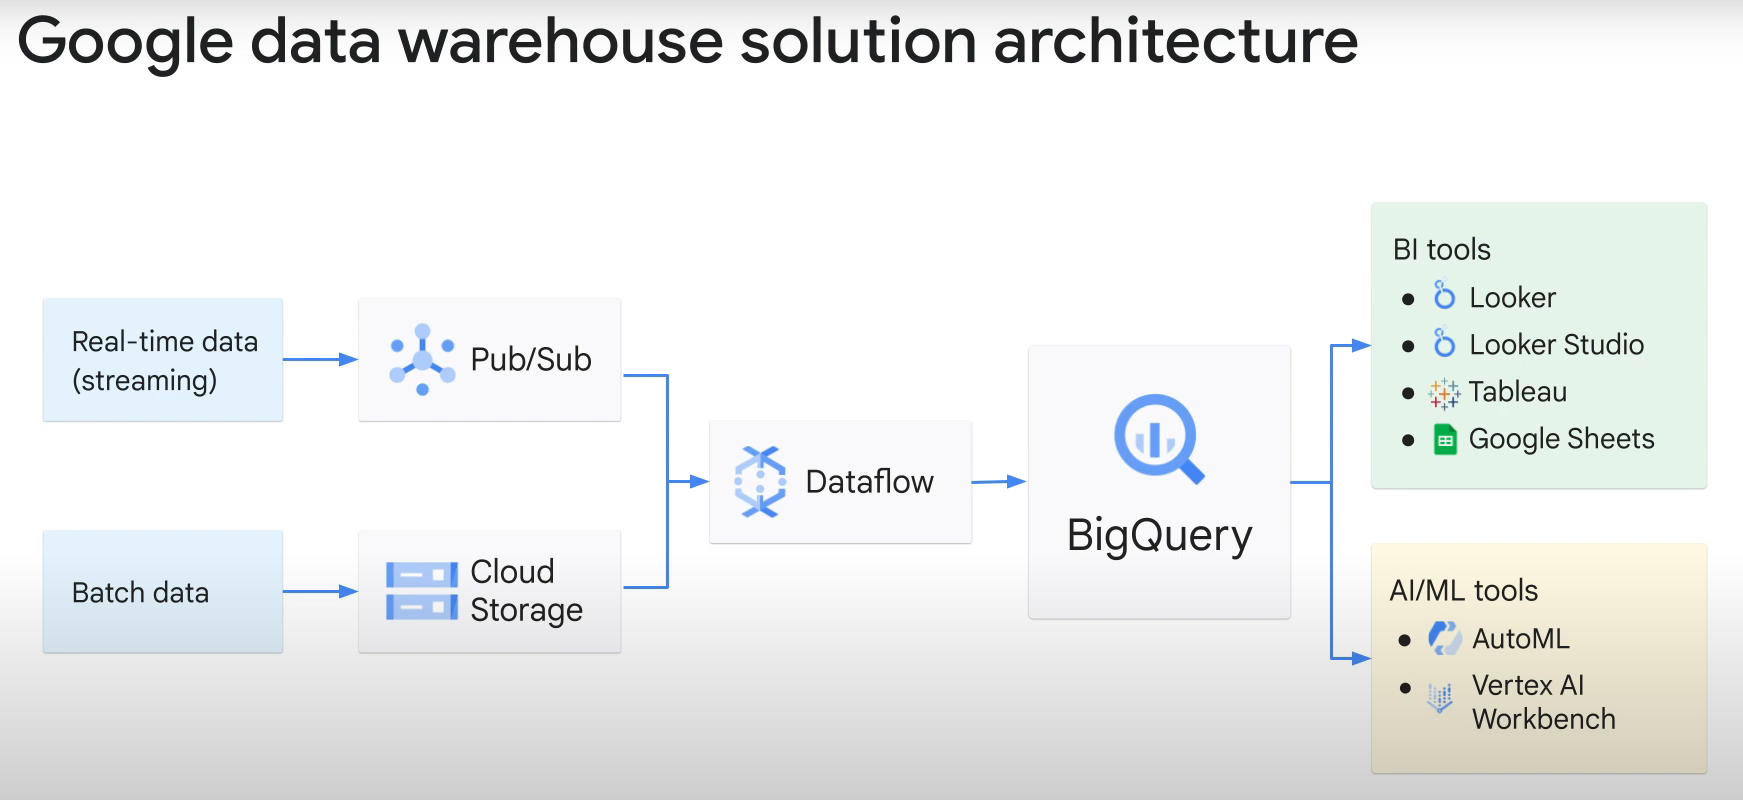 Google data warehouse solution architecture
Real-time data
(streaming)
Pub/Sub
Batch data
Cloud
Storage
Dataflow
BigQuery
BI tools
Looker
Looker Studio
Tableau
Google Sheets
AI/ML tools
AutoML
Vertex AI
Workbench